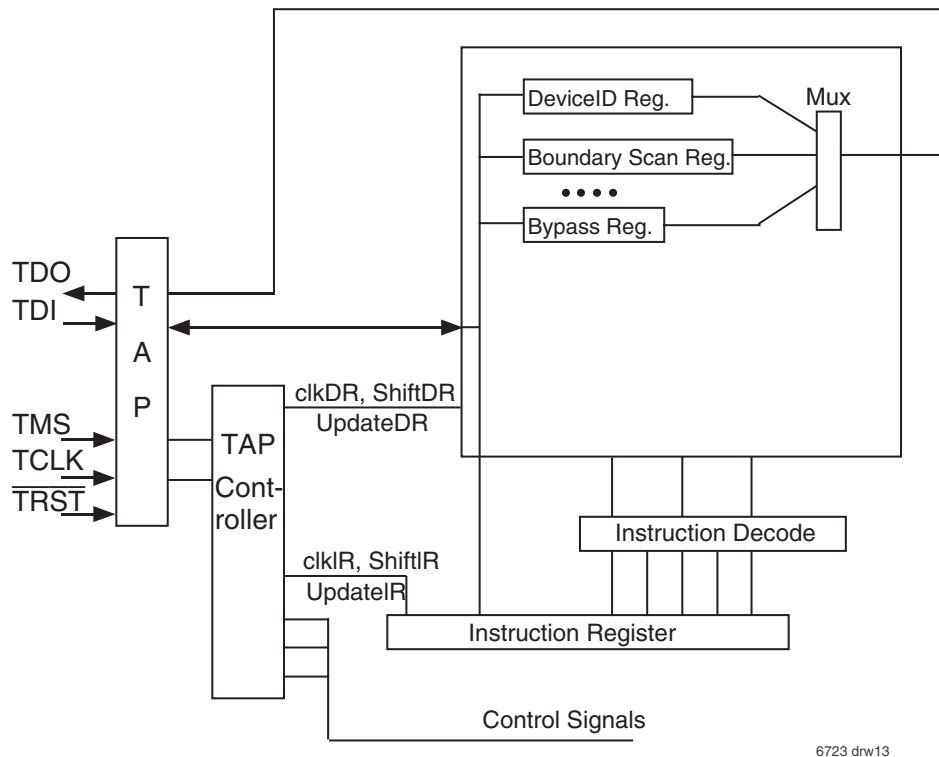 DeviceID Reg.
Mux
Boundary Scan Reg.
Bypass Reg.
TDO
TDI
T
A
P
TMS
TCLK
TRST
clkDR, ShiftDR
UpdateDR
TAP
Cont-
roller
Instruction Decode
clkIR, ShiftIR
UpdateIR
Instruction Register
Control Signals
6723 drw13